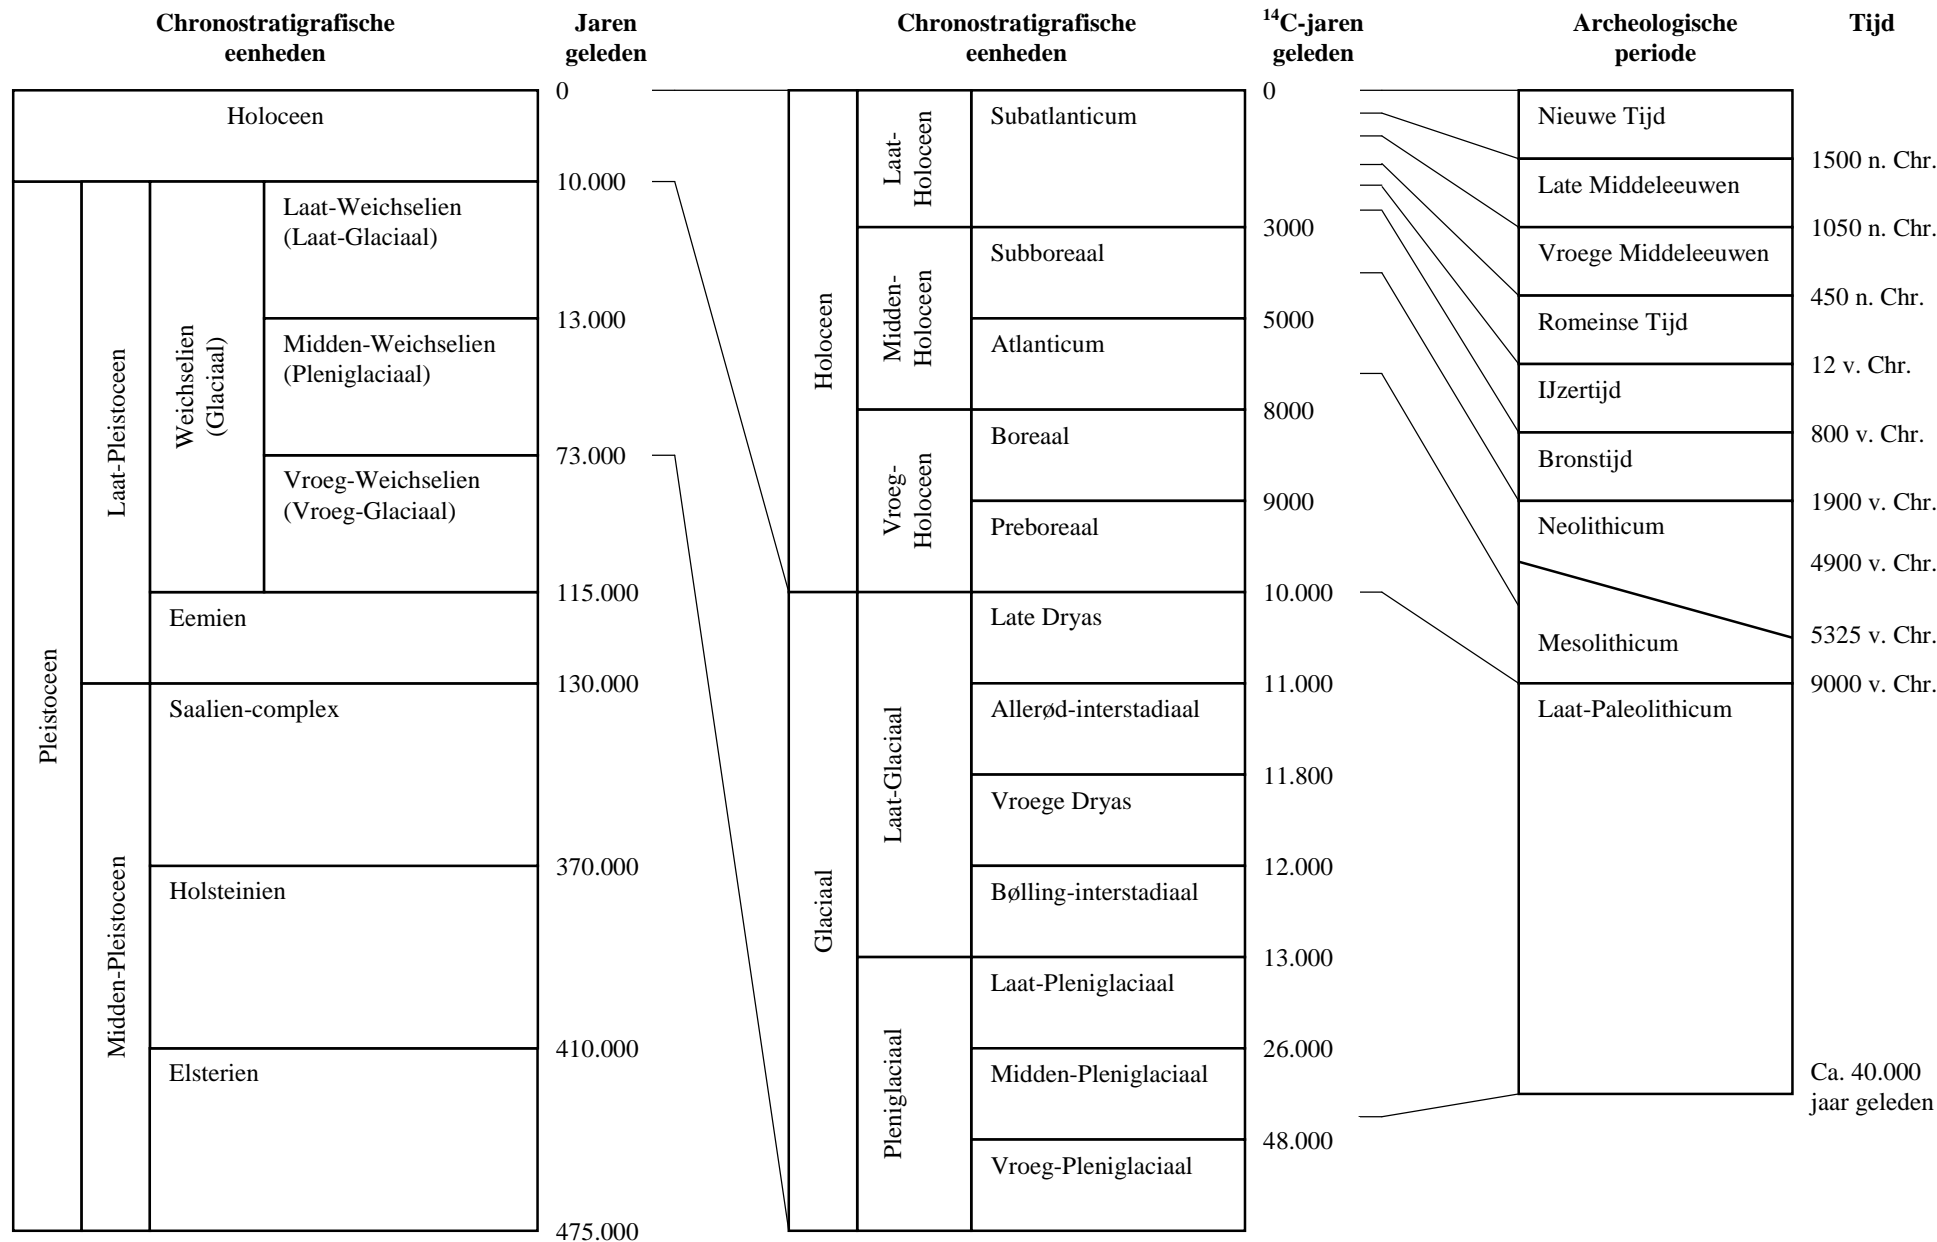 Chronostratigrafische
eenheden
Jaren
geleden
Chronostratigrafische
eenheden
¹⁴C-jaren
geleden
Archeologische
periode
Tijd
0
Holoceen
10.000
Pleistoceen
Laat-Pleistoceen
Weichselien
(Glaciaal)
Laat-Weichselien
(Laat-Glaciaal)
13.000
Midden-Weichselien
(Pleniglaciaal)
73.000
Vroeg-Weichselien
(Vroeg-Glaciaal)
115.000
Eemien
130.000
Midden-Pleistoceen
Saalien-complex
370.000
Holsteinien
410.000
Elsterien
475.000
0
Holoceen
Laat-
Holoceen
Subatlanticum
3000
Midden-
Holoceen
Subboreaal
5000
Atlanticum
8000
Vroeg-
Holoceen
Boreaal
9000
Preboreaal
10.000
Glaciaal
Laat-Glaciaal
Late Dryas
11.000
Allerød-interstadiaal
11.800
Vroege Dryas
12.000
Bølling-interstadiaal
13.000
Pleniglaciaal
Laat-Pleniglaciaal
26.000
Midden-Pleniglaciaal
48.000
Vroeg-Pleniglaciaal
Nieuwe Tijd
1500 n. Chr.
Late Middeleeuwen
1050 n. Chr.
Vroege Middeleeuwen
450 n. Chr.
Romeinse Tijd
12 v. Chr.
IJzertijd
800 v. Chr.
Bronstijd
1900 v. Chr.
Neolithicum
4900 v. Chr.
5325 v. Chr.
Mesolithicum
9000 v. Chr.
Laat-Paleolithicum
Ca. 40.000
jaar geleden